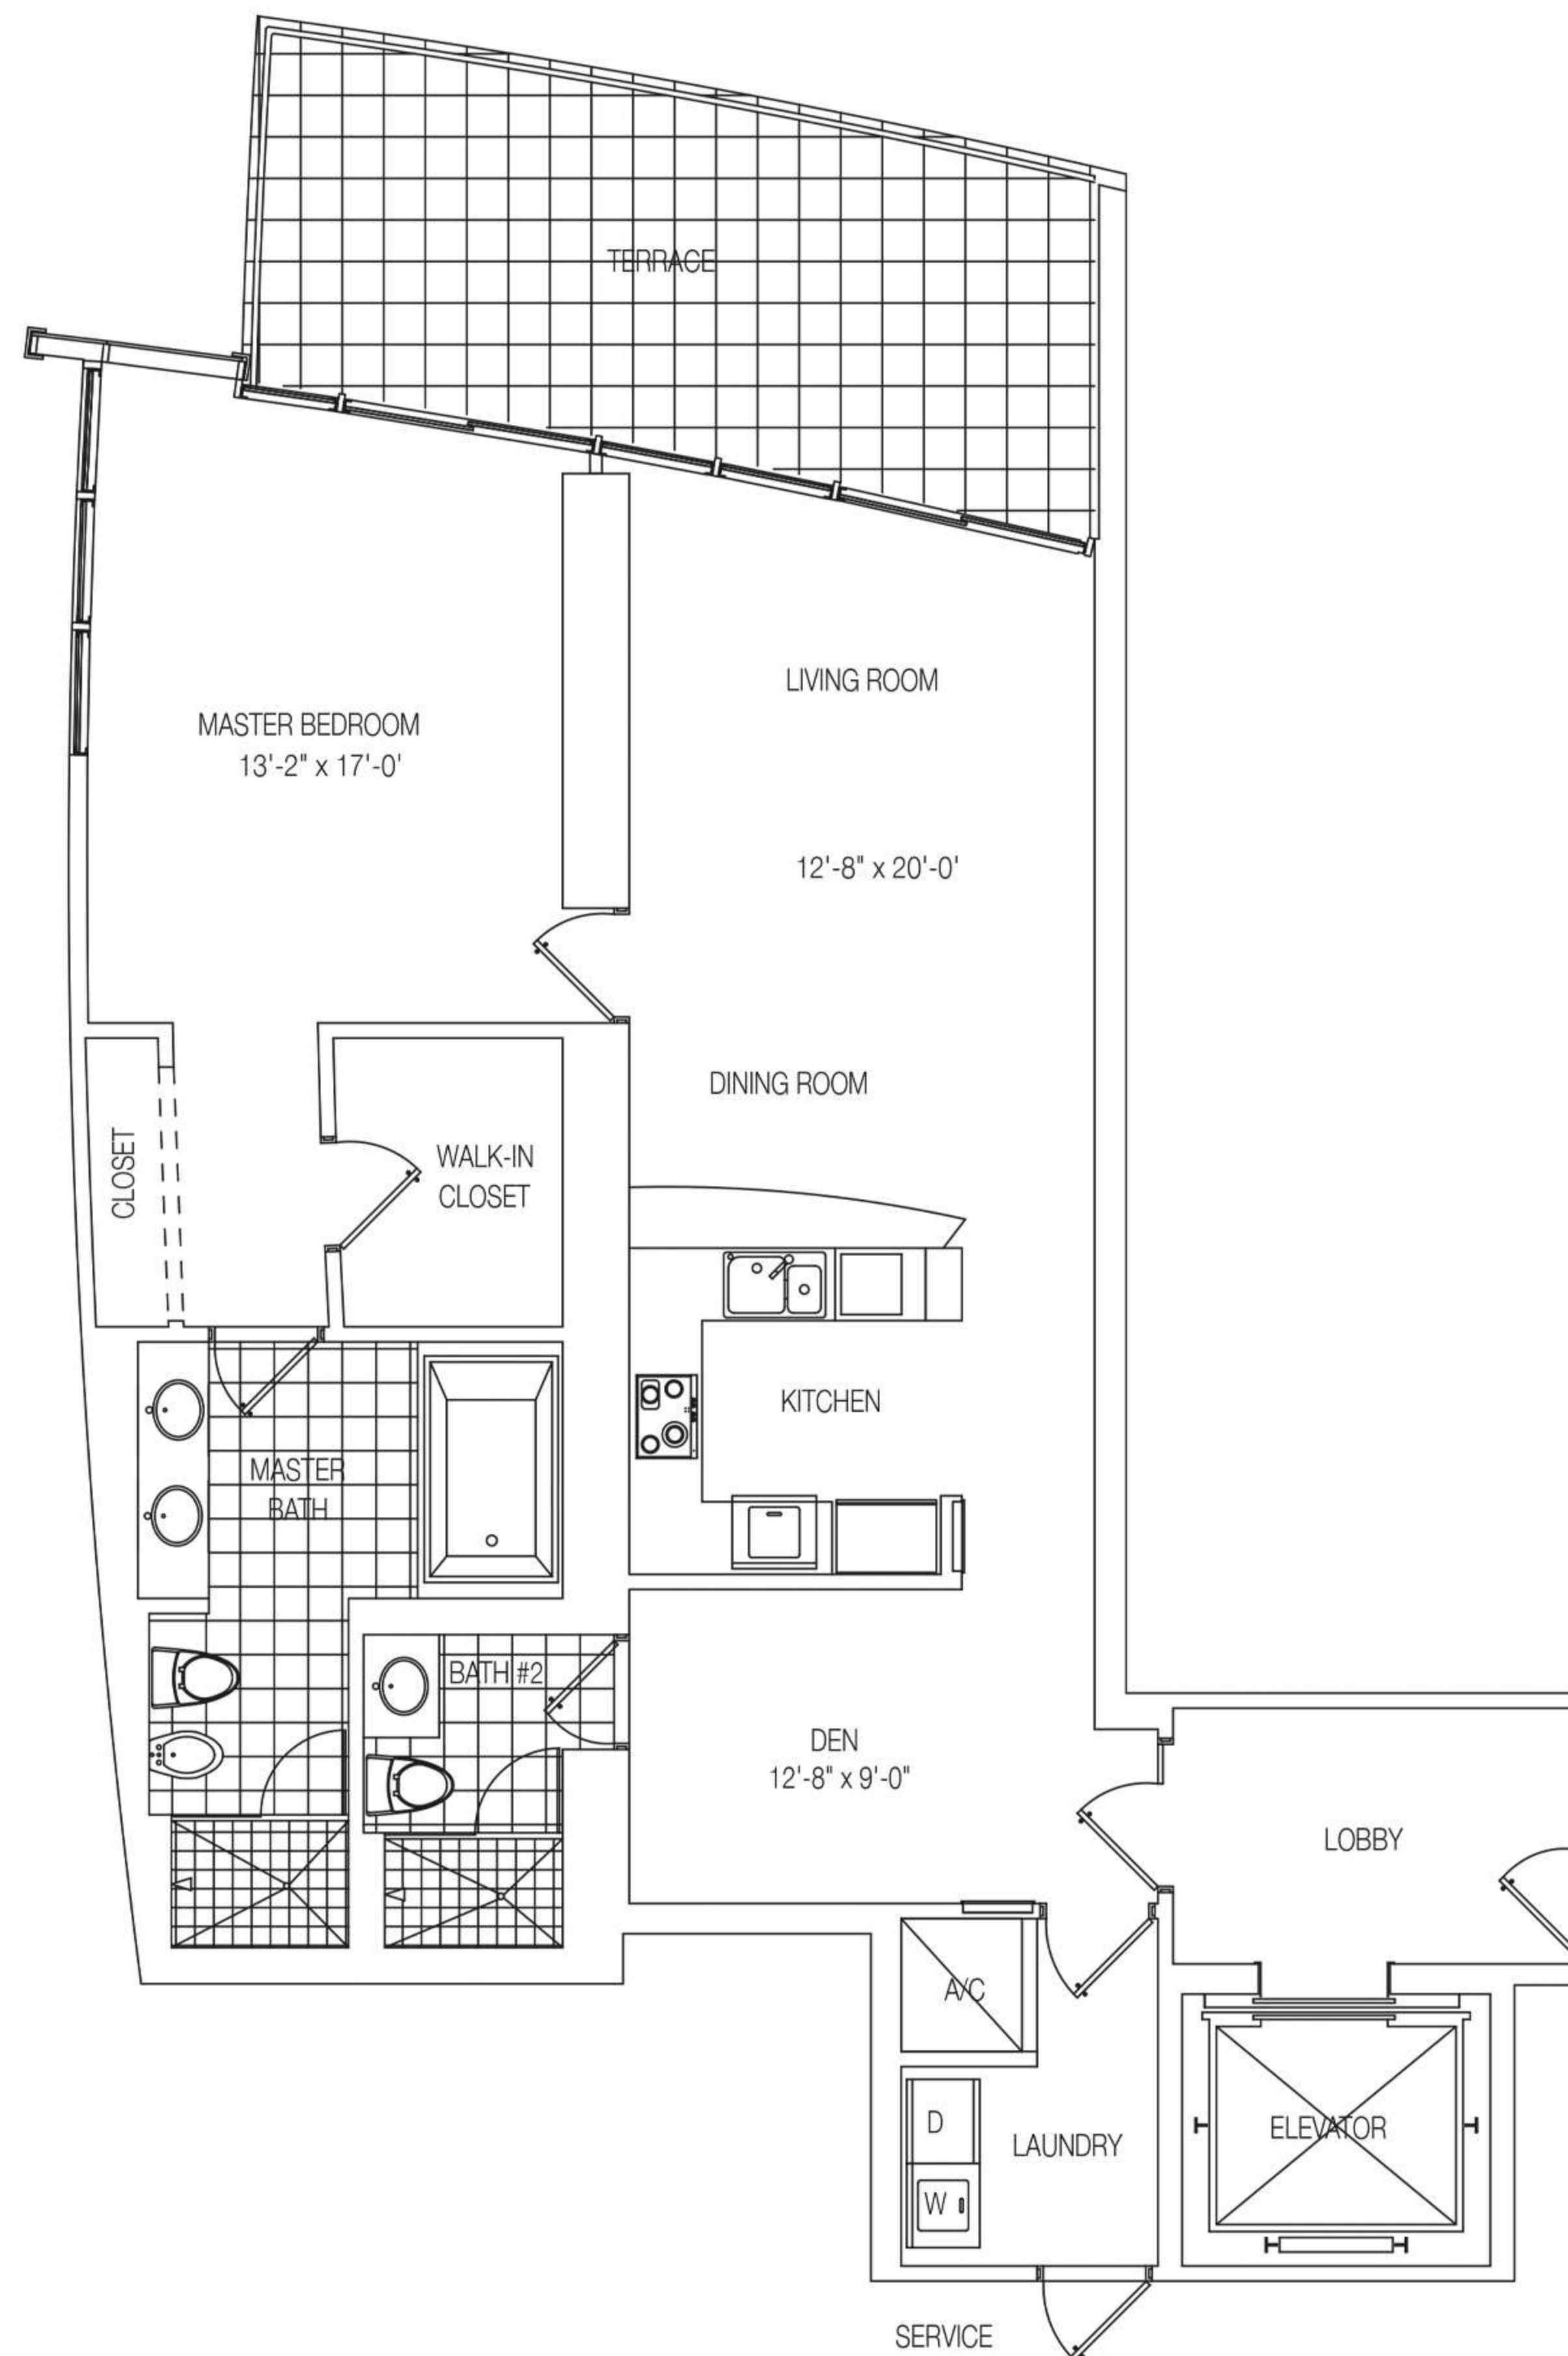 TERRACE
LIVING ROOM
MASTER BEDROOM
13'-2" x 17'-0'
12'-8" x 20'-0'
DINING ROOM
CLOSET
WALK-IN
CLOSET
KITCHEN
MASTER
BATH
BATH #2
DEN
12'-8" x 9'-0"
LOBBY
A/C
D
LAUNDRY
ELEVATOR
W
SERVICE